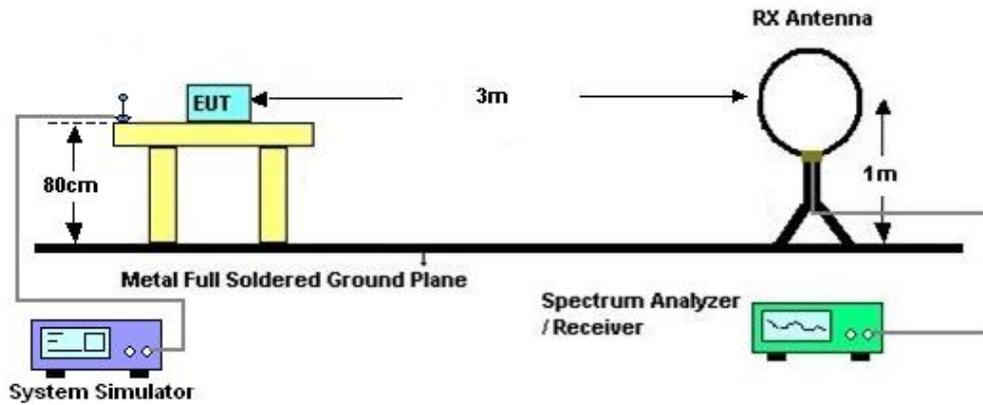 RX Antenna
EUT
3m
80cm
1m
Metal Full Soldered Ground Plane
Spectrum Analyzer
/ Receiver
System Simulator